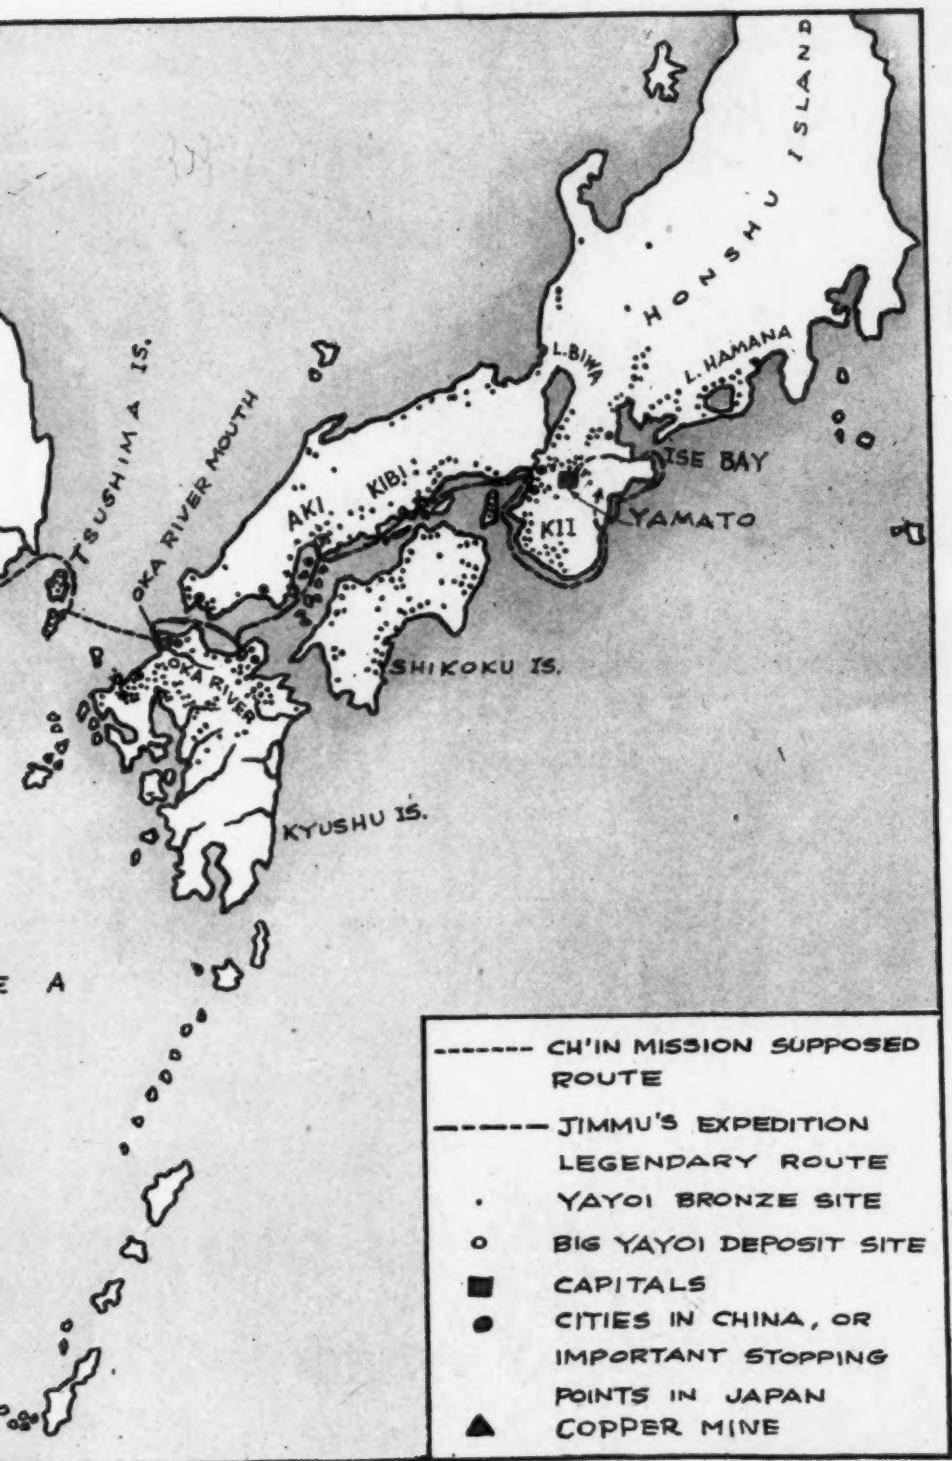 HONSHU ISLAND
TSUSHIMA IS.
OKA RIVER MOUTH
L. BIWA
L. HAMANA
ISE BAY
KIBI
AKI
YAMATO
KII
OKA RIVER
SHIKOKU IS.
KYUSHU IS.
E A
CH'IN MISSION SUPPOSED
ROUTE
JIMMU'S EXPEDITION
LEGENDARY ROUTE
YAYOI BRONZE SITE
BIG YAYOI DEPOSIT SITE
CAPITALS
CITIES IN CHINA, OR
IMPORTANT STOPPING
POINTS IN JAPAN
COPPER MINE